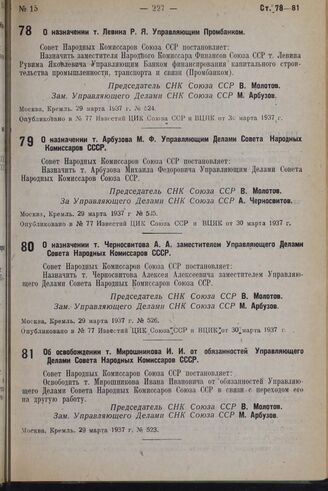 № 15 — 227 — Ст. 78—81
78 О назначении т. Левина Р. Я. Управляющим Промбанком.
Совет Народных Комиссаров Союза ССР постановляет:
Назначить заместителя Народного Комиссара Финансов Союза ССР т. Левина
Рувима Яковлевича Управляющим Банком финансирования капитального стро-
ительства промышленности, транспорта и связи (Промбанком).
Председатель СНК Союза ССР В. Молотов.
Зам. Управляющего Делами СНК Союза ССР М. Арбузов.
Москва, Кремль. 29 марта 1937 г. № 524.
Опубликовано в № 77 Известий ЦИК Союза ССР и ВЦИК от 30 марта 1937 г.
79 О назначении т. Арбузова М. Ф. Управляющим Делами Совета Народных
Комиссаров СССР.
Совет Народных Комиссаров Союза ССР постановляет:
Назначить т. Арбузова Михаила Федоровича Управляющим Делами Совета
Народных Комиссаров Союза ССР.
Председатель СНК Союза ССР В. Молотов.
За Управляющего Делами СНК Союза ССР А. Черносвитов.
Москва, Кремль. 29 марта 1937 г № 525.
Опубликовано в № 77 Известий ЦИК Союза ССР и ВЦИК от 30 марта 1937 г.
80 О назначении т. Черносвитова А. А. заместителем Управляющего Делами
Совета Народных Комиссаров СССР.
Совет Народных Комиссаров Союза ССР постановляет:
Назначить т. Черносвитова Алексея Алексеевича заместителем Управляю-
щего Делами Совета Народных Комиссаров Союза ССР.
Председатель СНК Союза ССР В. Молотов.
Зам. Управляющего Делами СНК Союза ССР М. Арбузов.
Москва, Кремль. 29 марта 1937 г. № 526.
Опубликовано в № 77 Известий ЦИК Союза ССР и ВЦИК от 30 марта 1937 г.
81 Об освобождении т. Мирошникова И. И. от обязанностей Управляющего
Делами Совета Народных Комиссаров СССР.
Совет Народных Комиссаров Союза ССР постановляет:
Освободить т. Мирошникова Ивана Ивановича от обязанностей Управляю-
щего Делами Совета Народных Комиссаров Союза ССР в связи с переходом его
на другую работу.
Председатель СНК Союза ССР В. Молотов.
Зам. Управляющего Делами СНК Союза ССР М. Арбузов.
Москва, Кремль. 29 марта 1937 г. № 523.